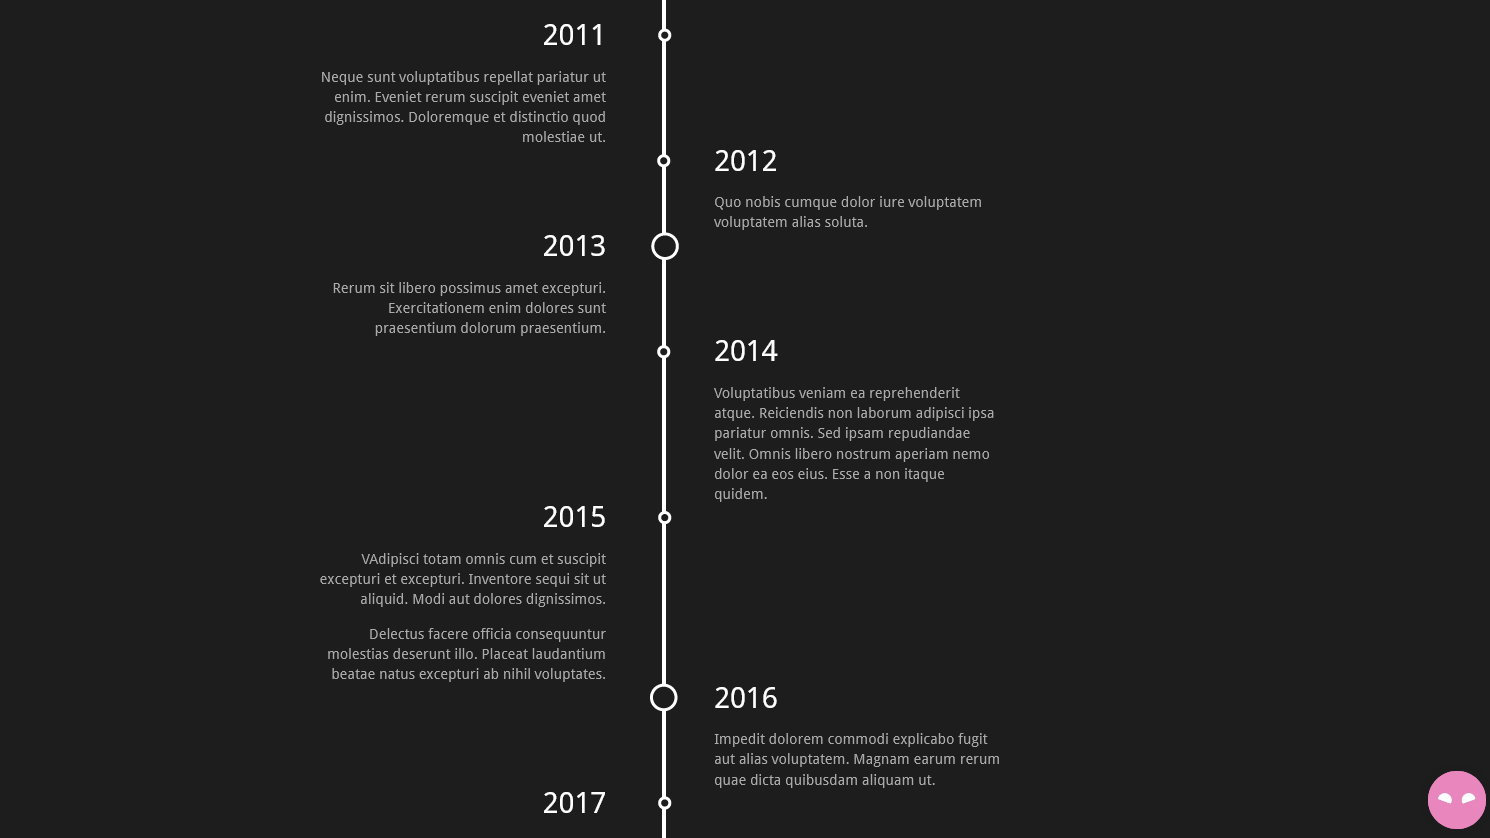 2011
Neque sunt voluptatibus repellat pariatur ut
enim. Eveniet rerum suscipit eveniet amet
dignissimos. Doloremque et distinctio quod
molestiae ut.
2012
Quo nobis cumque dolor iure voluptatem
voluptatem alias soluta.
2013
Rerum sit libero possimus amet excepturi.
Exercitationem enim dolores sunt
praesentium dolorum praesentium.
2014
Voluptatibus veniam ea reprehenderit
atque. Reiciendis non laborum adipisci ipsa
pariatur omnis. Sed ipsam repudiandae
velit. Omnis libero nostrum aperiam nemo
dolor ea eos eius. Esse a non itaque
quidem.
2015
VAdipisci totam omnis cum et suscipit
excepturi et excepturi. Inventore sequi sit ut
aliquid. Modi aut dolores dignissimos.
Delectus facere officia consequuntur
molestias deserunt illo. Placeat laudantium
beatae natus excepturi ab nihil voluptates.
2016
Impedit dolorem commodi explicabo fugit
aut alias voluptatem. Magnam earum rerum
quae dicta quibusdam aliquam ut.
2017